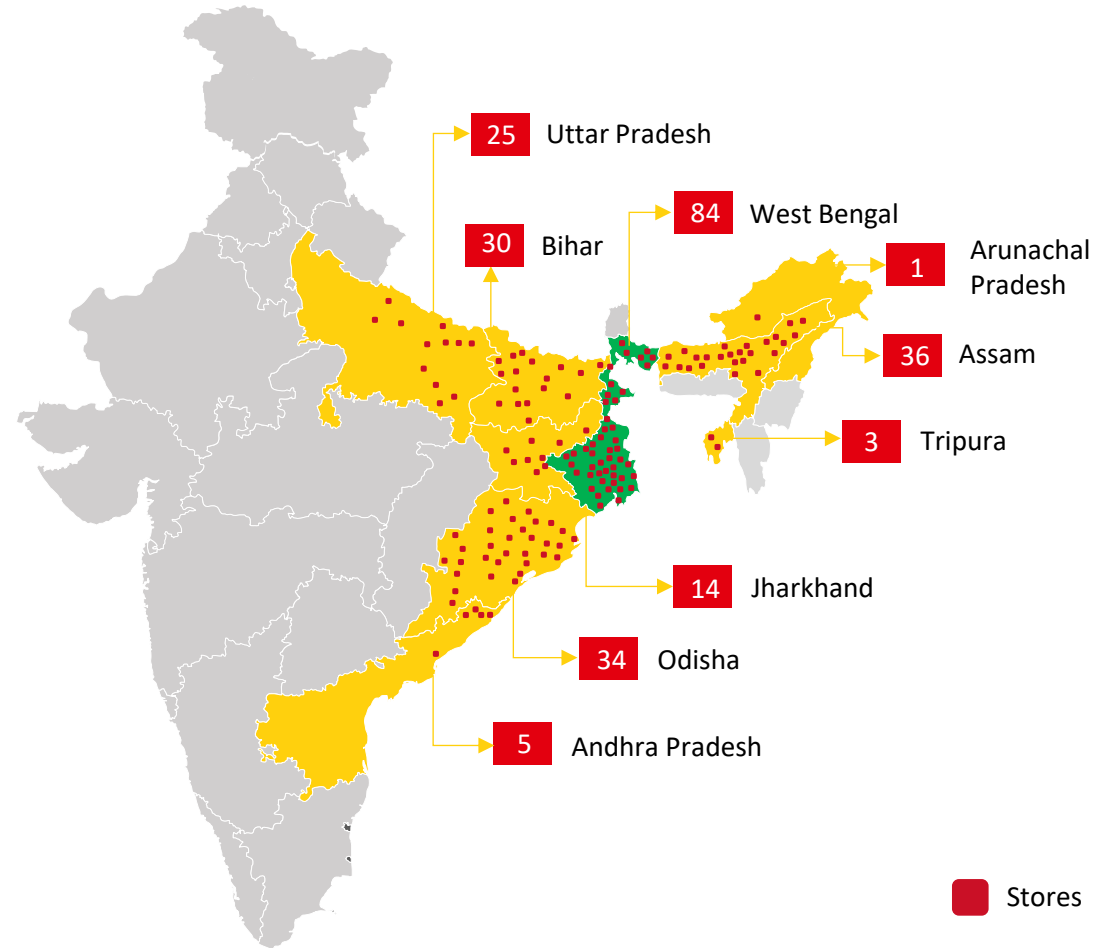 25 Uttar Pradesh
84 West Bengal
30 Bihar
1 Arunachal
Pradesh
36 Assam
3 Tripura
14 Jharkhand
34 Odisha
5 Andhra Pradesh
Stores